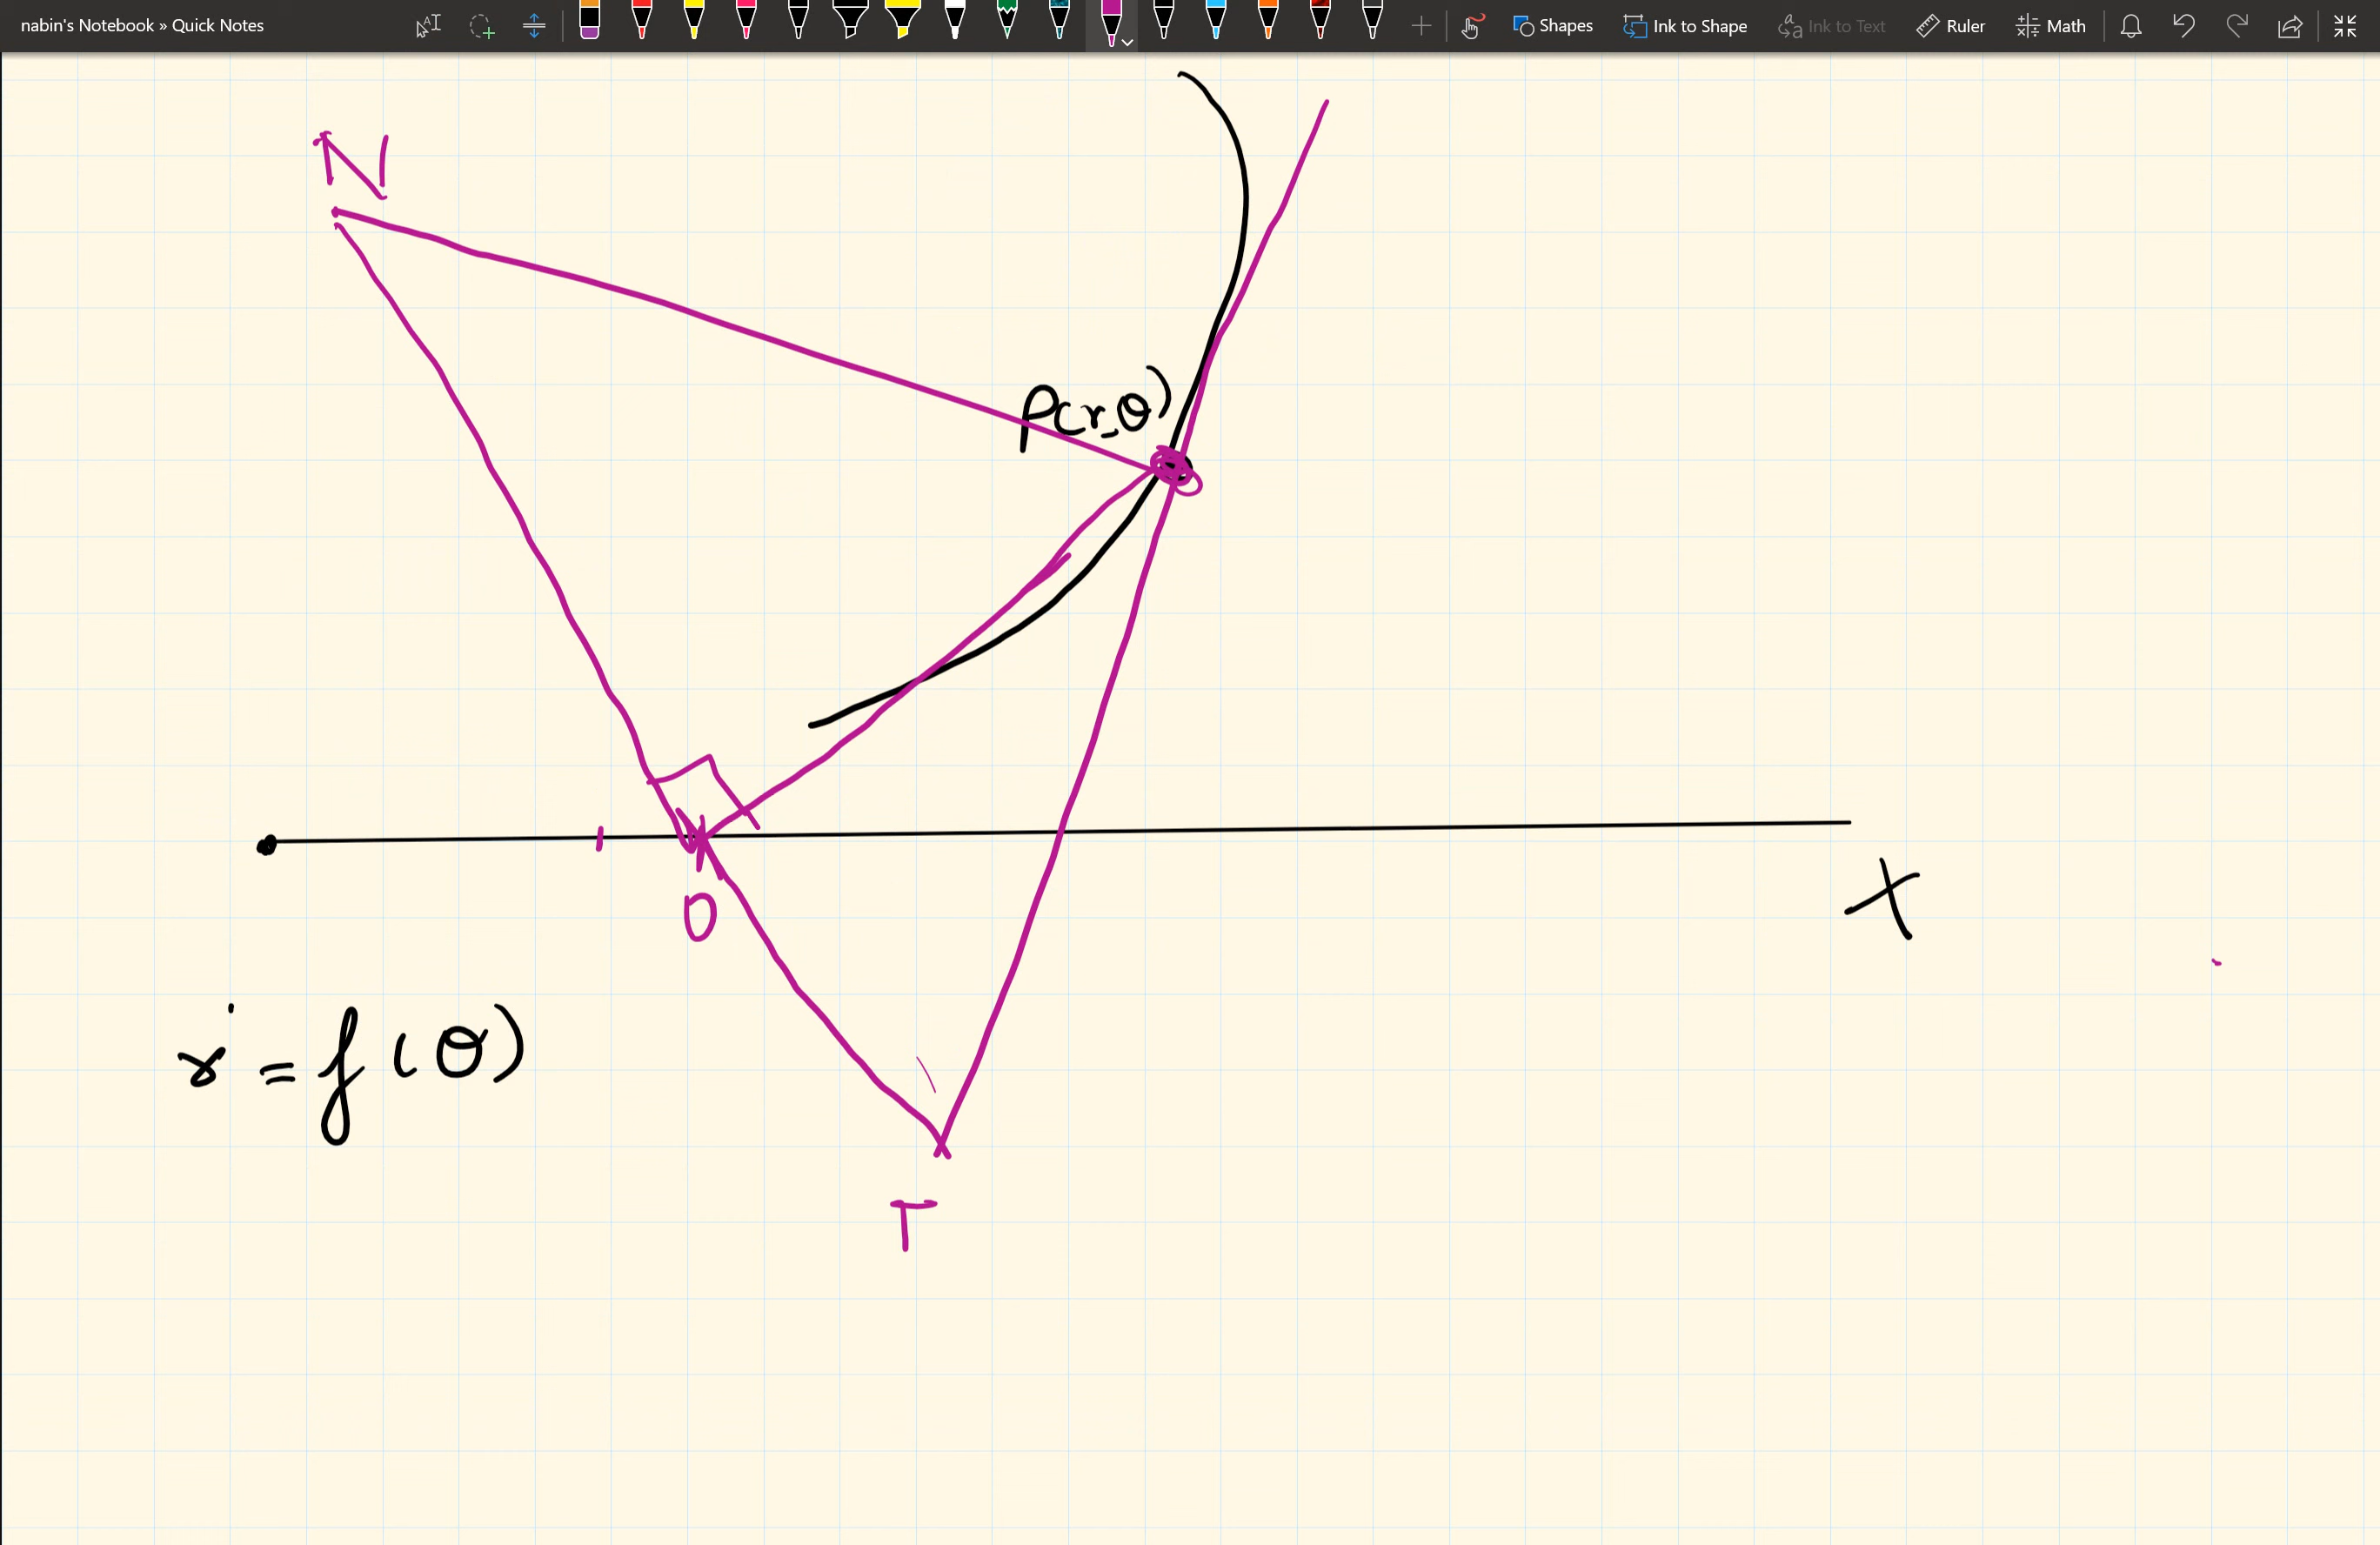 nabin's Notebook » Quick Notes
Shapes
Ink to Shape
Ink to Text
Ruler
Math
N
P(r,θ)
O
X
r = f(θ)
T